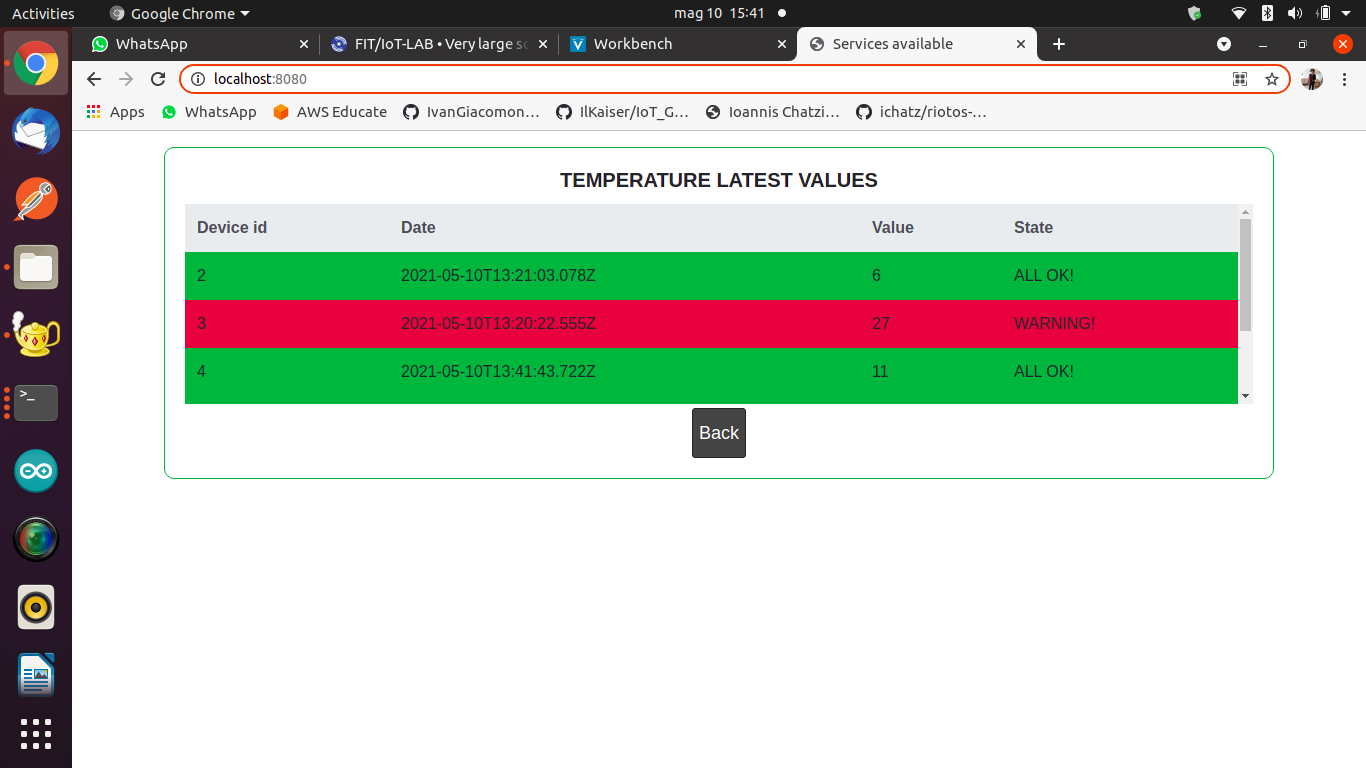 Activities Google Chrome mag 10 15:41
WhatsApp FIT/IoT-LAB • Very large sc Workbench Services available
localhost:8080
Apps WhatsApp AWS Educate IvanGiacomon… IlKaiser/IoT_G… Ioannis Chatzi… ichatz/riotos-…
TEMPERATURE LATEST VALUES
Device id Date Value State
2 2021-05-10T13:21:03.078Z 6 ALL OK!
3 2021-05-10T13:20:22.555Z 27 WARNING!
4 2021-05-10T13:41:43.722Z 11 ALL OK!
Back